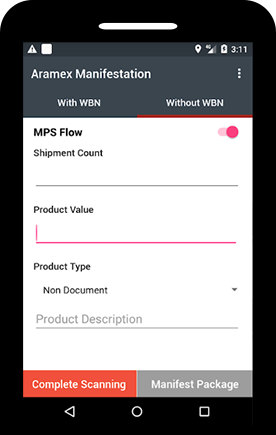 3:11
Aramex Manifestation
With WBN
Without WBN
MPS Flow
Shipment Count
Product Value
Product Type
Non Document
Product Description
Complete Scanning
Manifest Package